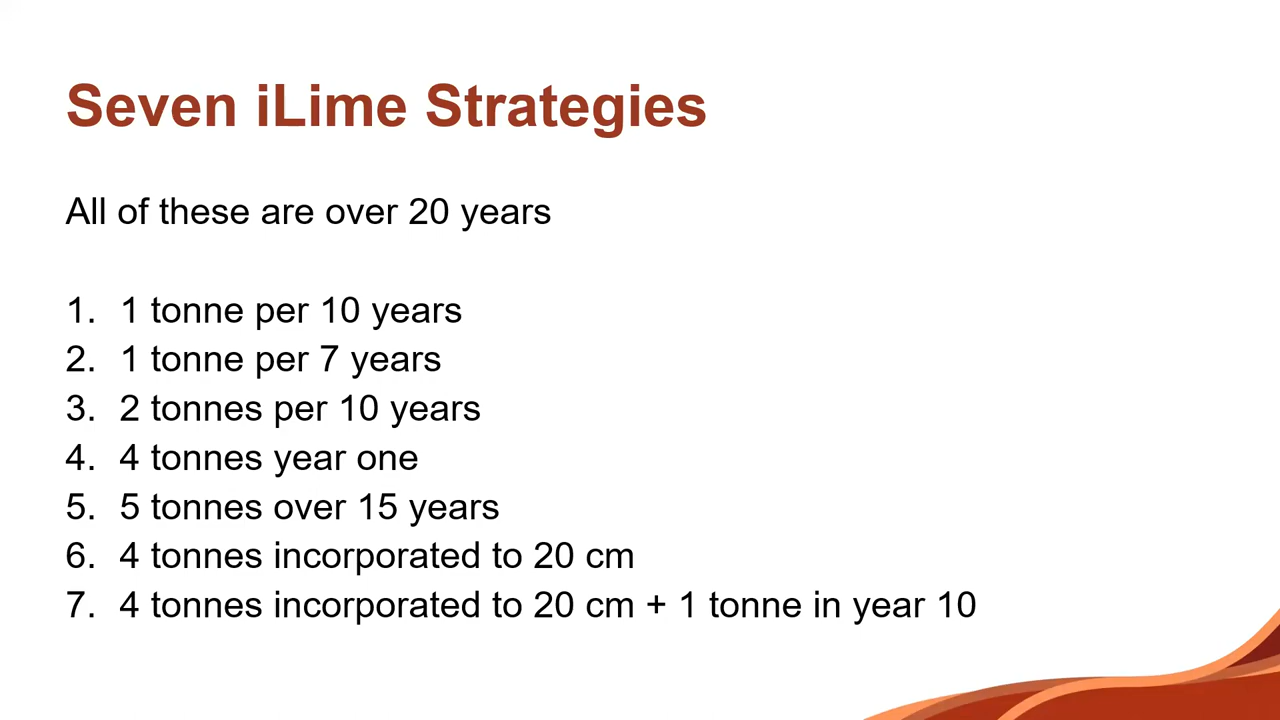 Seven iLime Strategies
All of these are over 20 years
1. 1 tonne per 10 years
2. 1 tonne per 7 years
3. 2 tonnes per 10 years
4. 4 tonnes year one
5. 5 tonnes over 15 years
6. 4 tonnes incorporated to 20 cm
7. 4 tonnes incorporated to 20 cm + 1 tonne in year 10